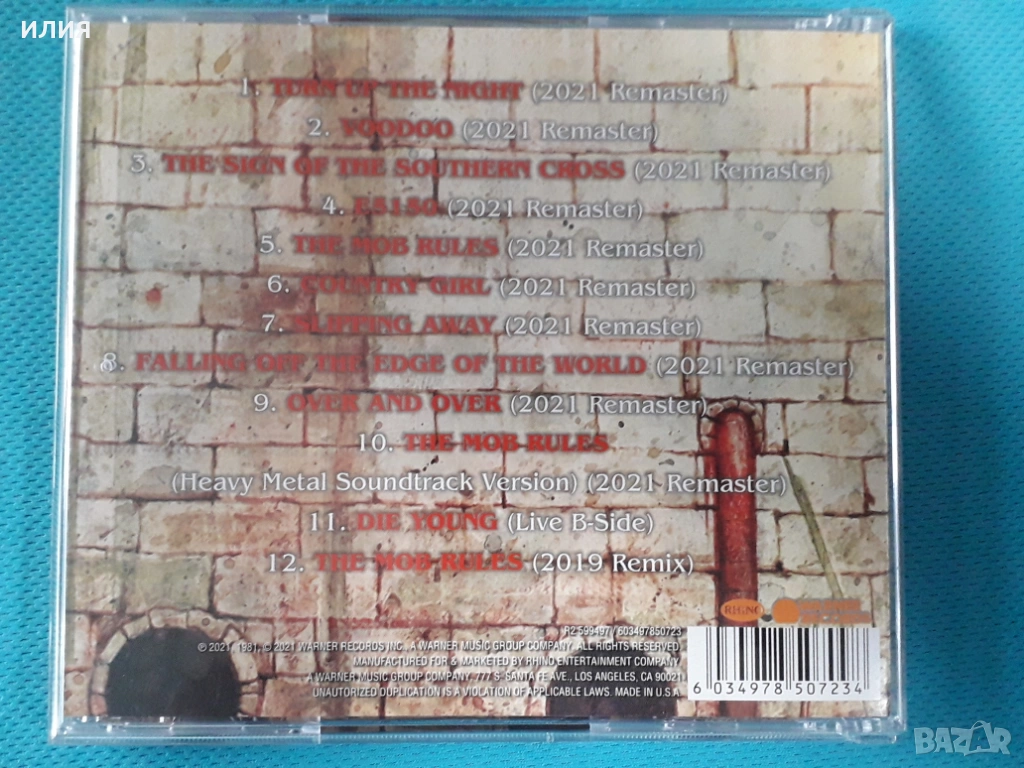 илия
1. TURN UP THE NIGHT (2021 Remaster)
2. VOODOO (2021 Remaster)
3. THE SIGN OF THE SOUTHERN CROSS (2021 Remaster)
4. E5150 (2021 Remaster)
5. THE MOB RULES (2021 Remaster)
6. COUNTRY GIRL (2021 Remaster)
7. SLIPPING AWAY (2021 Remaster)
8. FALLING OFF THE EDGE OF THE WORLD (2021 Remaster)
9. OVER AND OVER (2021 Remaster)
10. THE MOB RULES
(Heavy Metal Soundtrack Version) (2021 Remaster)
11. DIE YOUNG (Live B-Side)
12. THE MOB RULES (2019 Remix)
RHINO
R2 599497 / 603497850723
℗ 2021, 1981, © 2021 WARNER RECORDS INC., A WARNER MUSIC GROUP COMPANY. ALL RIGHTS RESERVED.
MANUFACTURED FOR & MARKETED BY RHINO ENTERTAINMENT COMPANY,
A WARNER MUSIC GROUP COMPANY, 777 S. SANTA FE AVE., LOS ANGELES, CA 90021
UNAUTHORIZED DUPLICATION IS A VIOLATION OF APPLICABLE LAWS. MADE IN U.S.A
6 034978 507234
BAZAR